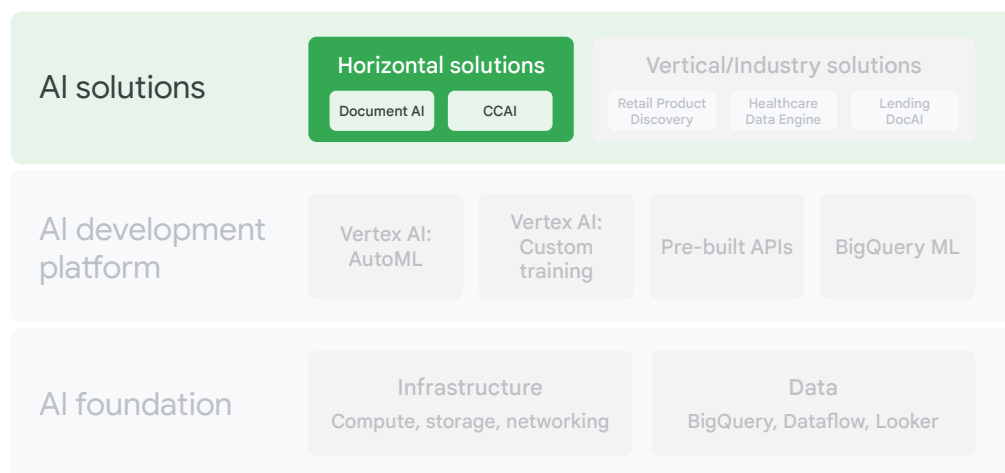 AI solutions
Horizontal solutions
Document AI
CCAI
Vertical/Industry solutions
Retail Product
Discovery
Healthcare
Data Engine
Lending
DocAI
AI development
platform
Vertex AI:
AutoML
Vertex AI:
Custom
training
Pre-built APIs
BigQuery ML
AI foundation
Infrastructure
Compute, storage, networking
Data
BigQuery, Dataflow, Looker